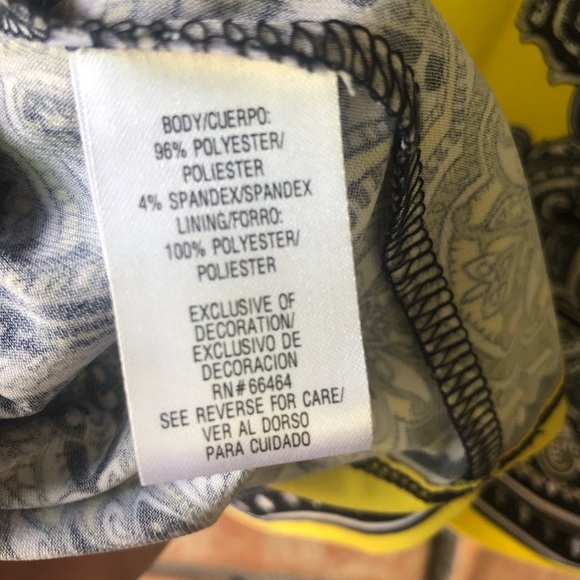 BODY/CUERPO:
96% POLYESTER/
POLIESTER
4% SPANDEX/SPANDEX
LINING/FORRO:
100% POLYESTER/
POLIESTER
EXCLUSIVE OF
DECORATION/
EXCLUSIVO DE
DECORACION
RN# 66464
SEE REVERSE FOR CARE/
VER AL DORSO
PARA CUIDADO